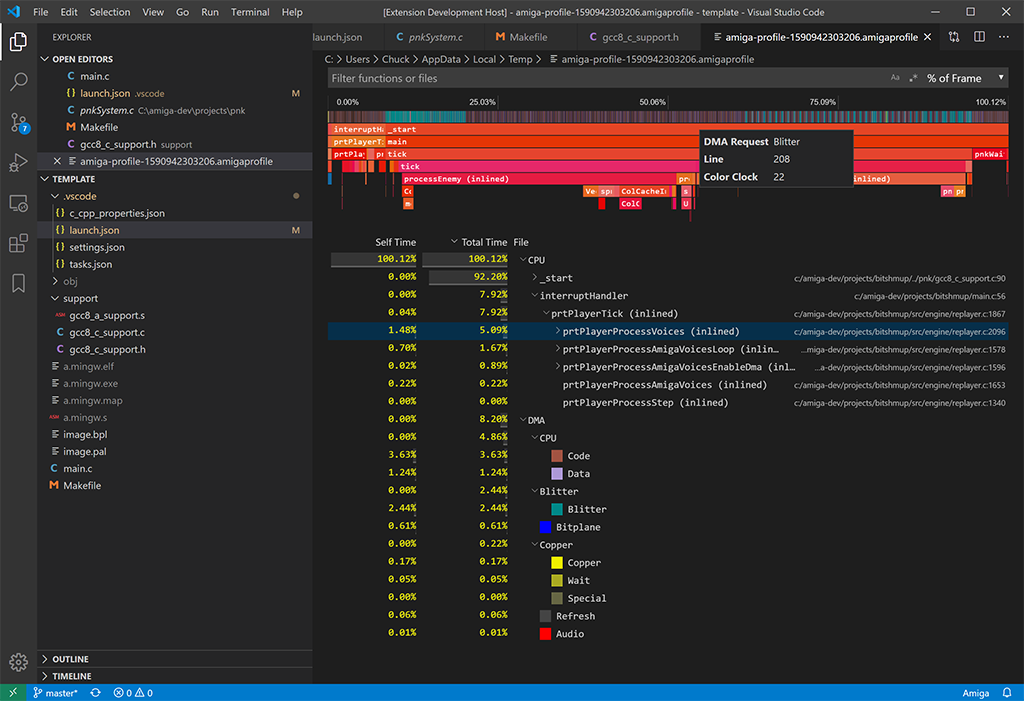 File Edit Selection View Go Run Terminal Help [Extension Development Host] - amiga-profile-1590942303206.amigaprofile - template - Visual Studio Code
EXPLORER
launch.json C pnkSystem.c M Makefile C gcc8_c_support.h amiga-profile-1590942303206.amigaprofile
OPEN EDITORS
C: > Users > Chuck > AppData > Local > Temp > amiga-profile-1590942303206.amigaprofile
C main.c
{} launch.json .vscode M
C pnkSystem.c C:\amiga-dev\projects\pnk
M Makefile
C gcc8_c_support.h support
amiga-profile-1590942303206.amigaprofile
TEMPLATE
.vscode
{} c_cpp_properties.json
{} launch.json M
{} settings.json
{} tasks.json
obj
support
ASM gcc8_a_support.s
C gcc8_c_support.c
C gcc8_c_support.h
a.mingw.elf
a.mingw.exe
a.mingw.map
ASM a.mingw.s
image.bpl
image.pal
C main.c
M Makefile
OUTLINE
TIMELINE
7
Filter functions or files Aa .* % of Frame
0.00% 25.03% 50.06% 75.09% 100.12%
interruptHa _start
prtPlayerT: main
prtPla p tick pnkWai
tick
processEnemy (inlined) pr inlined)
Co Ve spr ColCacheIn s pn pr
m ColC U
DMA Request Blitter
Line 208
Color Clock 22
Self Time Total Time File
100.12% 100.12% CPU
0.00% 92.20% _start c:/amiga-dev/projects/bitshmup/../pnk/gcc8_c_support.c:90
0.00% 7.92% interruptHandler c:/amiga-dev/projects/bitshmup/main.c:56
0.04% 7.92% prtPlayerTick (inlined) c:/amiga-dev/projects/bitshmup/src/engine/replayer.c:1867
1.48% 5.09% prtPlayerProcessVoices (inlined) c:/amiga-dev/projects/bitshmup/src/engine/replayer.c:2096
0.70% 1.67% prtPlayerProcessAmigaVoicesLoop (inlin… …miga-dev/projects/bitshmup/src/engine/replayer.c:1578
0.02% 0.89% prtPlayerProcessAmigaVoicesEnableDma (inl… …a-dev/projects/bitshmup/src/engine/replayer.c:1596
0.22% 0.22% prtPlayerProcessAmigaVoices (inlined) c:/amiga-dev/projects/bitshmup/src/engine/replayer.c:1653
0.00% 0.00% prtPlayerProcessStep (inlined) c:/amiga-dev/projects/bitshmup/src/engine/replayer.c:1340
0.00% 8.20% DMA
0.00% 4.86% CPU
3.63% 3.63% Code
1.24% 1.24% Data
0.00% 2.44% Blitter
2.44% 2.44% Blitter
0.61% 0.61% Bitplane
0.00% 0.22% Copper
0.17% 0.17% Copper
0.05% 0.05% Wait
0.00% 0.00% Special
0.06% 0.06% Refresh
0.01% 0.01% Audio
master* 0 0 Amiga